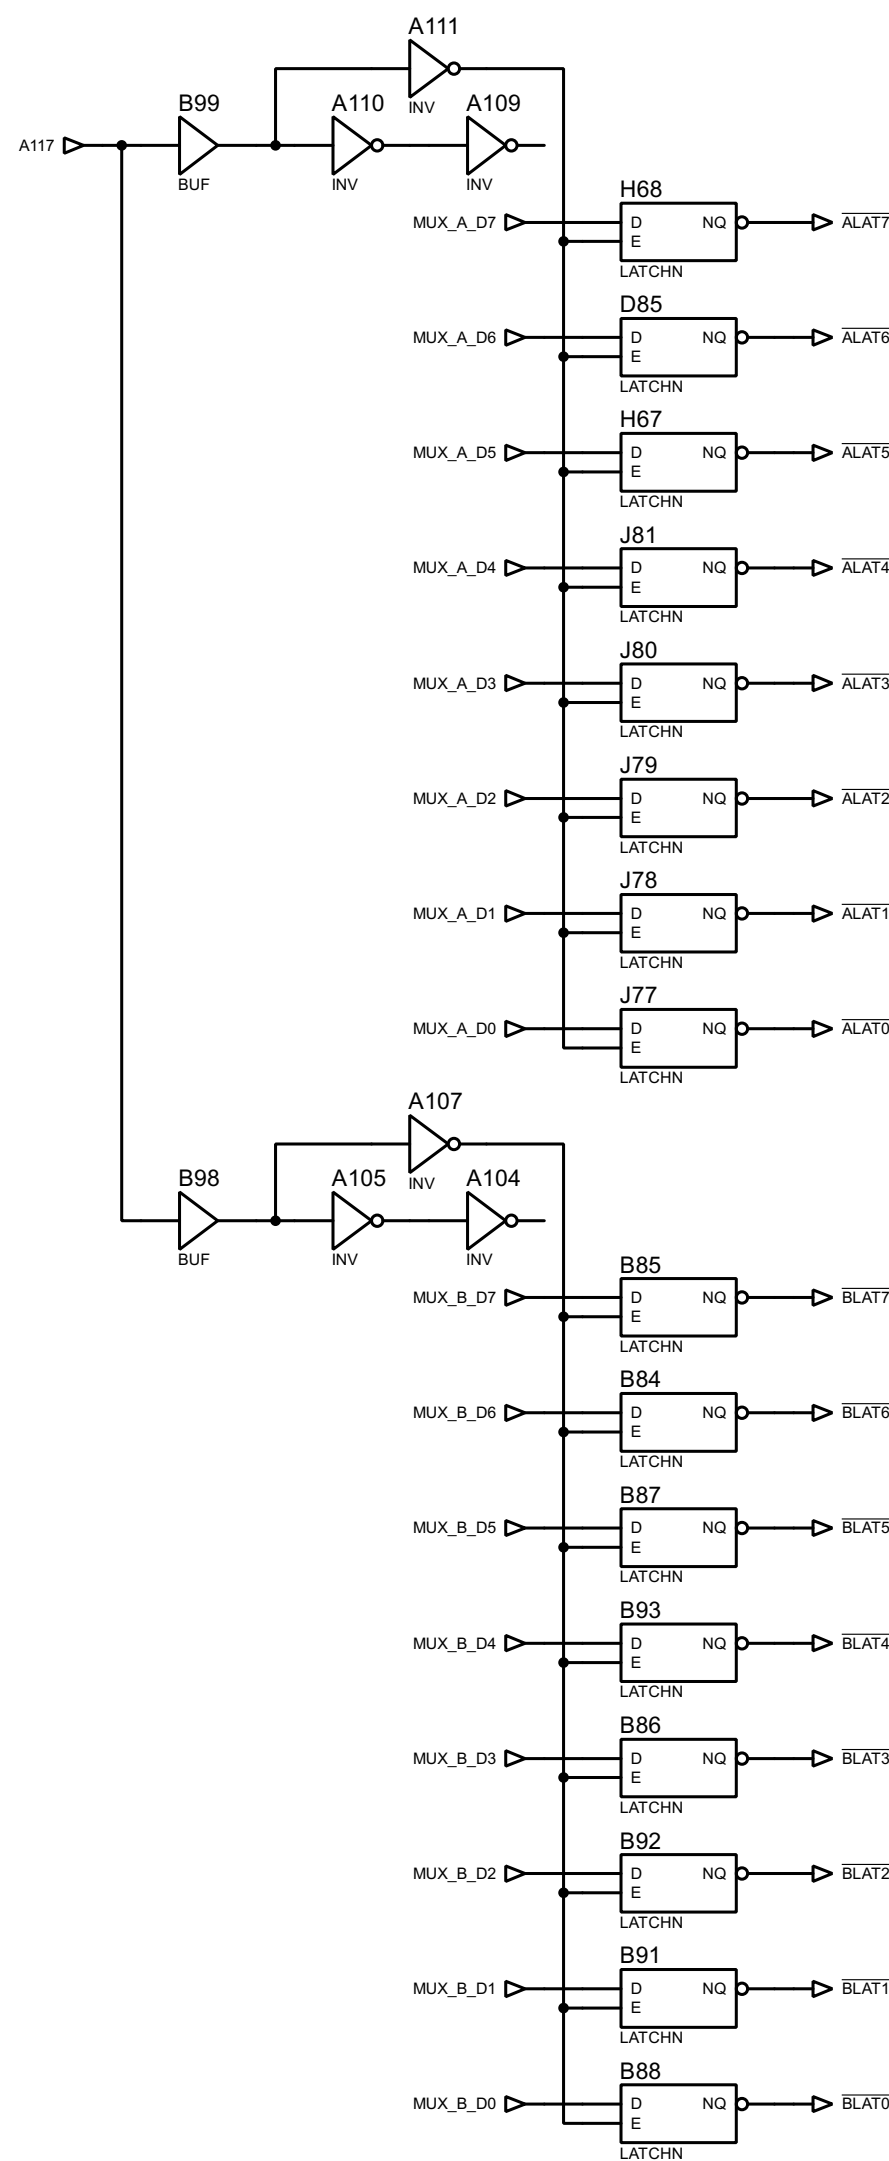 A111
B99 A110 INV A109
A117
BUF INV INV
H68
MUX_A_D7 D NQ ALAT7
E
LATCHN
D85
MUX_A_D6 D NQ ALAT6
E
LATCHN
H67
MUX_A_D5 D NQ ALAT5
E
LATCHN
J81
MUX_A_D4 D NQ ALAT4
E
LATCHN
J80
MUX_A_D3 D NQ ALAT3
E
LATCHN
J79
MUX_A_D2 D NQ ALAT2
E
LATCHN
J78
MUX_A_D1 D NQ ALAT1
E
LATCHN
J77
MUX_A_D0 D NQ ALAT0
E
LATCHN
A107
B98 A105 INV A104
BUF INV INV
B85
MUX_B_D7 D NQ BLAT7
E
LATCHN
B84
MUX_B_D6 D NQ BLAT6
E
LATCHN
B87
MUX_B_D5 D NQ BLAT5
E
LATCHN
B93
MUX_B_D4 D NQ BLAT4
E
LATCHN
B86
MUX_B_D3 D NQ BLAT3
E
LATCHN
B92
MUX_B_D2 D NQ BLAT2
E
LATCHN
B91
MUX_B_D1 D NQ BLAT1
E
LATCHN
B88
MUX_B_D0 D NQ BLAT0
E
LATCHN